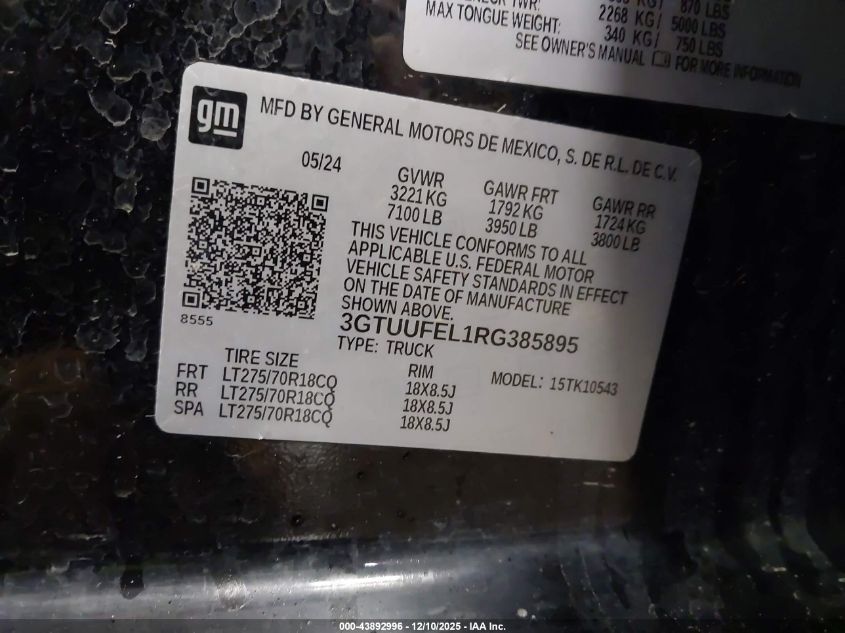 870 LBS
2268 KG/ 5000 LBS
MAX TONGUE WEIGHT: 340 KG/ 750 LBS
SEE OWNER'S MANUAL FOR MORE INFORMATION
gm
MFD BY GENERAL MOTORS DE MEXICO, S. DE R.L. DE C.V.
05/24
GVWR GAWR FRT GAWR RR
3221 KG 1792 KG 1724 KG
7100 LB 3950 LB 3800 LB
THIS VEHICLE CONFORMS TO ALL
APPLICABLE U.S. FEDERAL MOTOR
VEHICLE SAFETY STANDARDS IN EFFECT
ON THE DATE OF MANUFACTURE
SHOWN ABOVE.
8555
3GTUUFEL1RG385895
TYPE: TRUCK
MODEL: 15TK10543
TIRE SIZE RIM
FRT LT275/70R18CQ 18X8.5J
RR LT275/70R18CQ 18X8.5J
SPA LT275/70R18CQ 18X8.5J
000-43892996 - 12/10/2025 - IAA Inc.